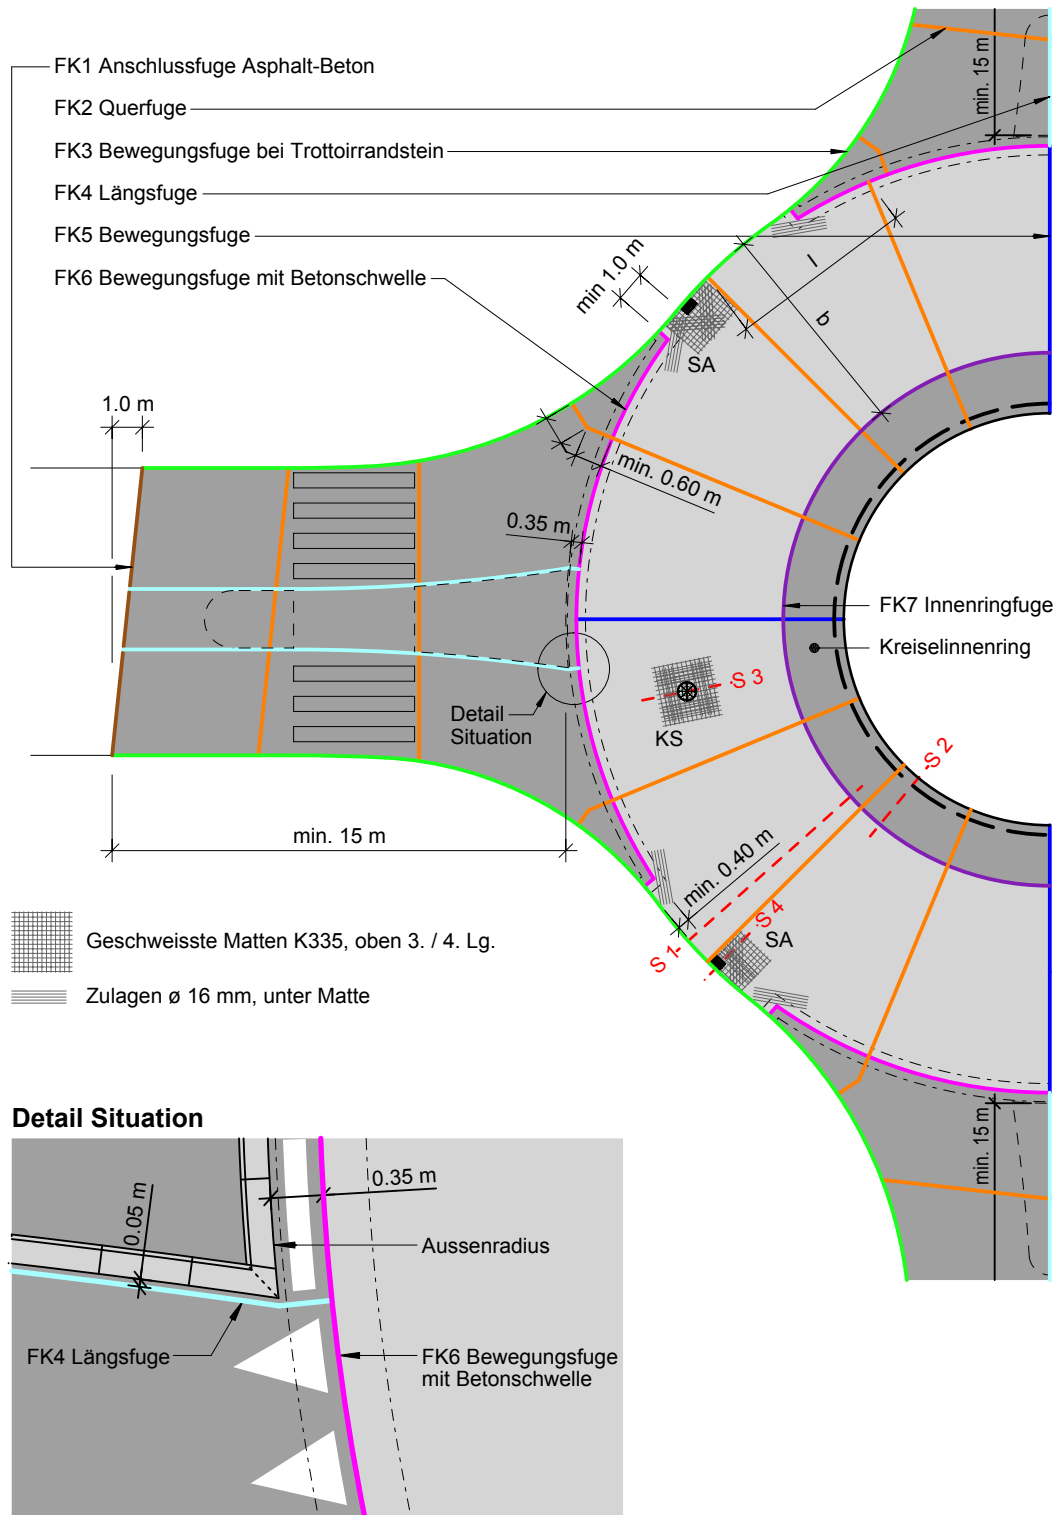 FK1 Anschlussfuge Asphalt-Beton
FK2 Querfuge
FK3 Bewegungsfuge bei Trottoirrandstein
FK4 Längsfuge
FK5 Bewegungsfuge
FK6 Bewegungsfuge mit Betonschwelle
min. 15 m
min 1.0 m
l
b
SA
1.0 m
min. 0.60 m
0.35 m
FK7 Innenringfuge
Kreiselinnenring
S 3
KS
Detail
Situation
S 2
min. 15 m
min. 0.40 m
S 4
S 1
SA
Geschweisste Matten K335, oben 3. / 4. Lg.
Zulagen ø 16 mm, unter Matte
min. 15 m
Detail Situation
0.35 m
0.05 m
Aussenradius
FK4 Längsfuge
FK6 Bewegungsfuge
mit Betonschwelle